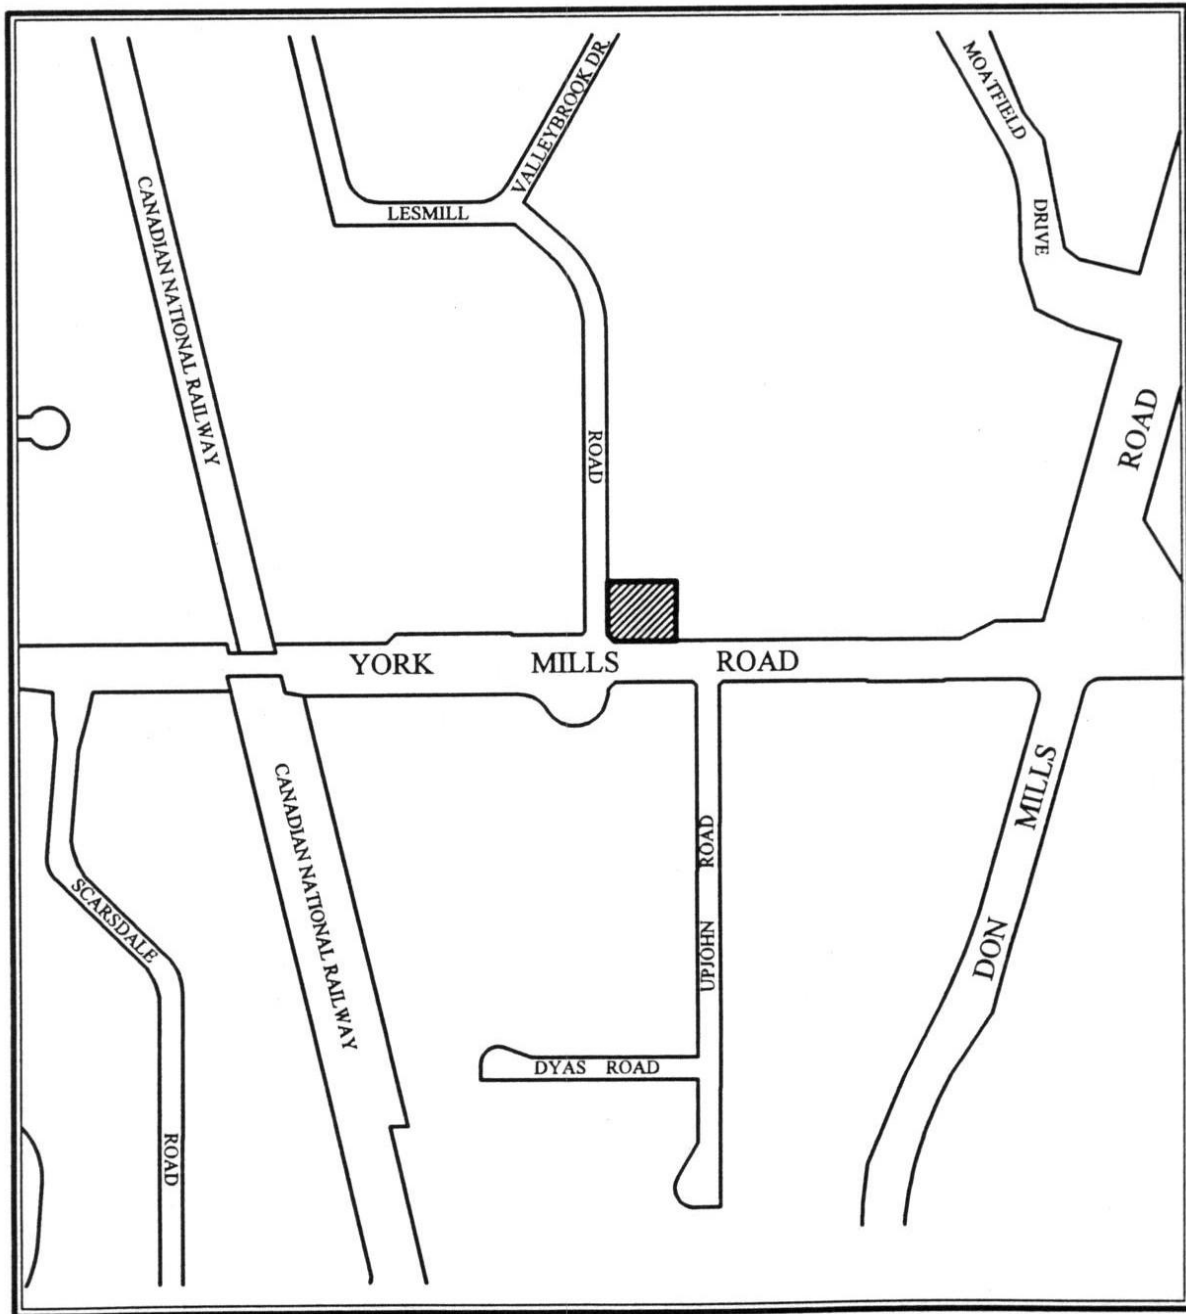 VALLEYBROOK DR.
MOATFIELD
DRIVE
CANADIAN NATIONAL RAILWAY
LESMILL
ROAD
ROAD
YORK MILLS ROAD
MILLS
DON
SCARSDALE
ROAD
CANADIAN NATIONAL RAILWAY
UPJOHN ROAD
DYAS ROAD